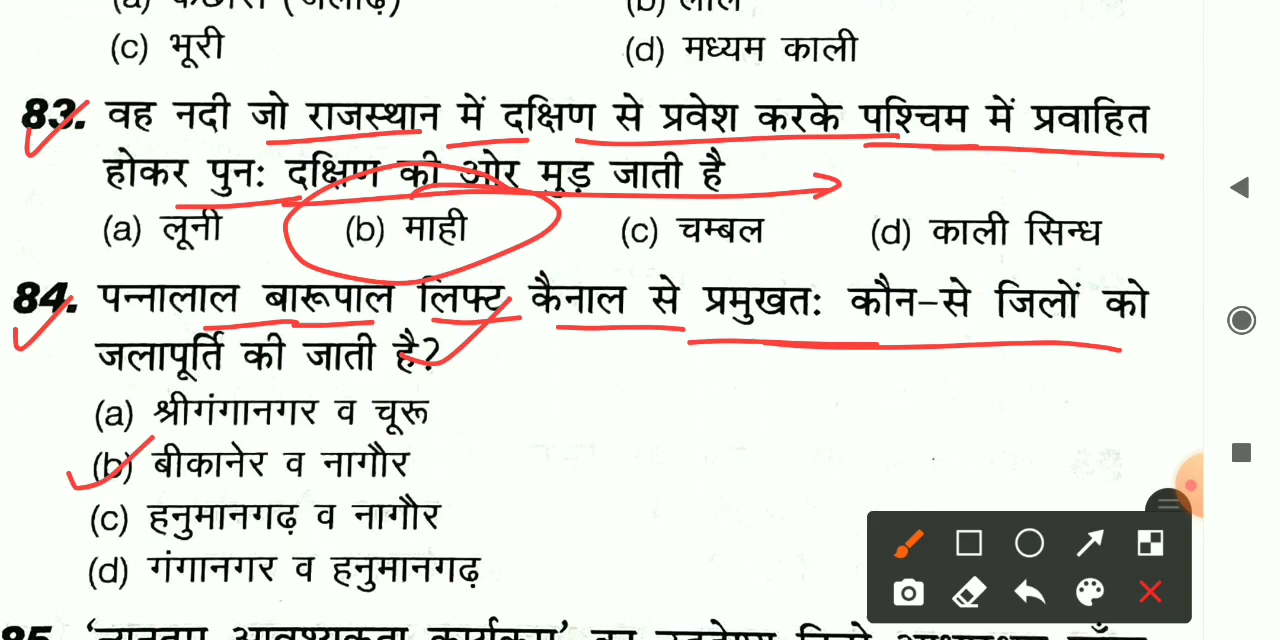 (c) भूरी (d) मध्यम काली
83. वह नदी जो राजस्थान में दक्षिण से प्रवेश करके पश्चिम में प्रवाहित
होकर पुनः दक्षिण की ओर मुड़ जाती है
(a) लूनी (b) माही (c) चम्बल (d) काली सिन्ध
84. पन्नालाल बारूपाल लिफ्ट कैनाल से प्रमुखतः कौन-से जिलों को
जलापूर्ति की जाती है?
(a) श्रीगंगानगर व चूरू
(b) बीकानेर व नागौर
(c) हनुमानगढ़ व नागौर
(d) गंगानगर व हनुमानगढ़